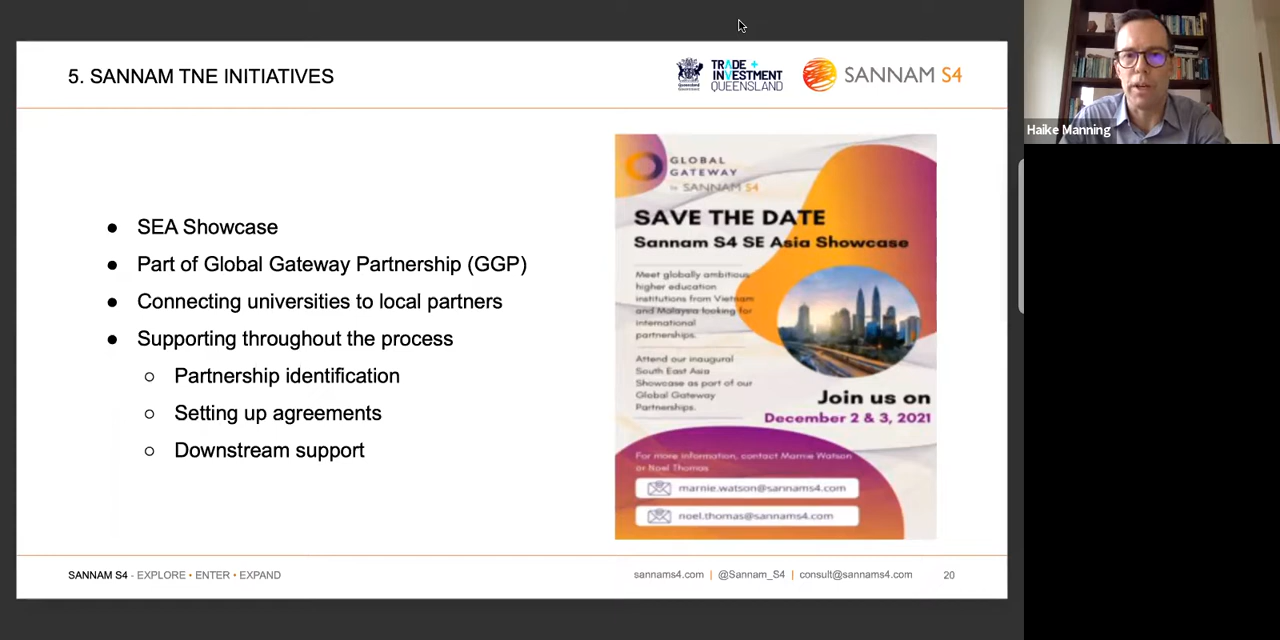 5. SANNAM TNE INITIATIVES
TRADE +
INVESTMENT
QUEENSLAND
SANNAM S4
Haike Manning
● SEA Showcase
● Part of Global Gateway Partnership (GGP)
● Connecting universities to local partners
● Supporting throughout the process
○ Partnership identification
○ Setting up agreements
○ Downstream support
GLOBAL
GATEWAY
by SANNAM S4
SAVE THE DATE
Sannam S4 SE Asia Showcase
Meet globally ambitious
higher education
institutions from Vietnam
and Malaysia looking for
international
partnerships.
Attend our inaugural
South East Asia
Showcase as part of our
Global Gateway
Partnerships.
Join us on
December 2 & 3, 2021
For more information, contact Marnie Watson
or Noel Thomas
marnie.watson@sannams4.com
noel.thomas@sannams4.com
SANNAM S4 - EXPLORE • ENTER • EXPAND
sannams4.com | @Sannam_S4 | consult@sannams4.com 20